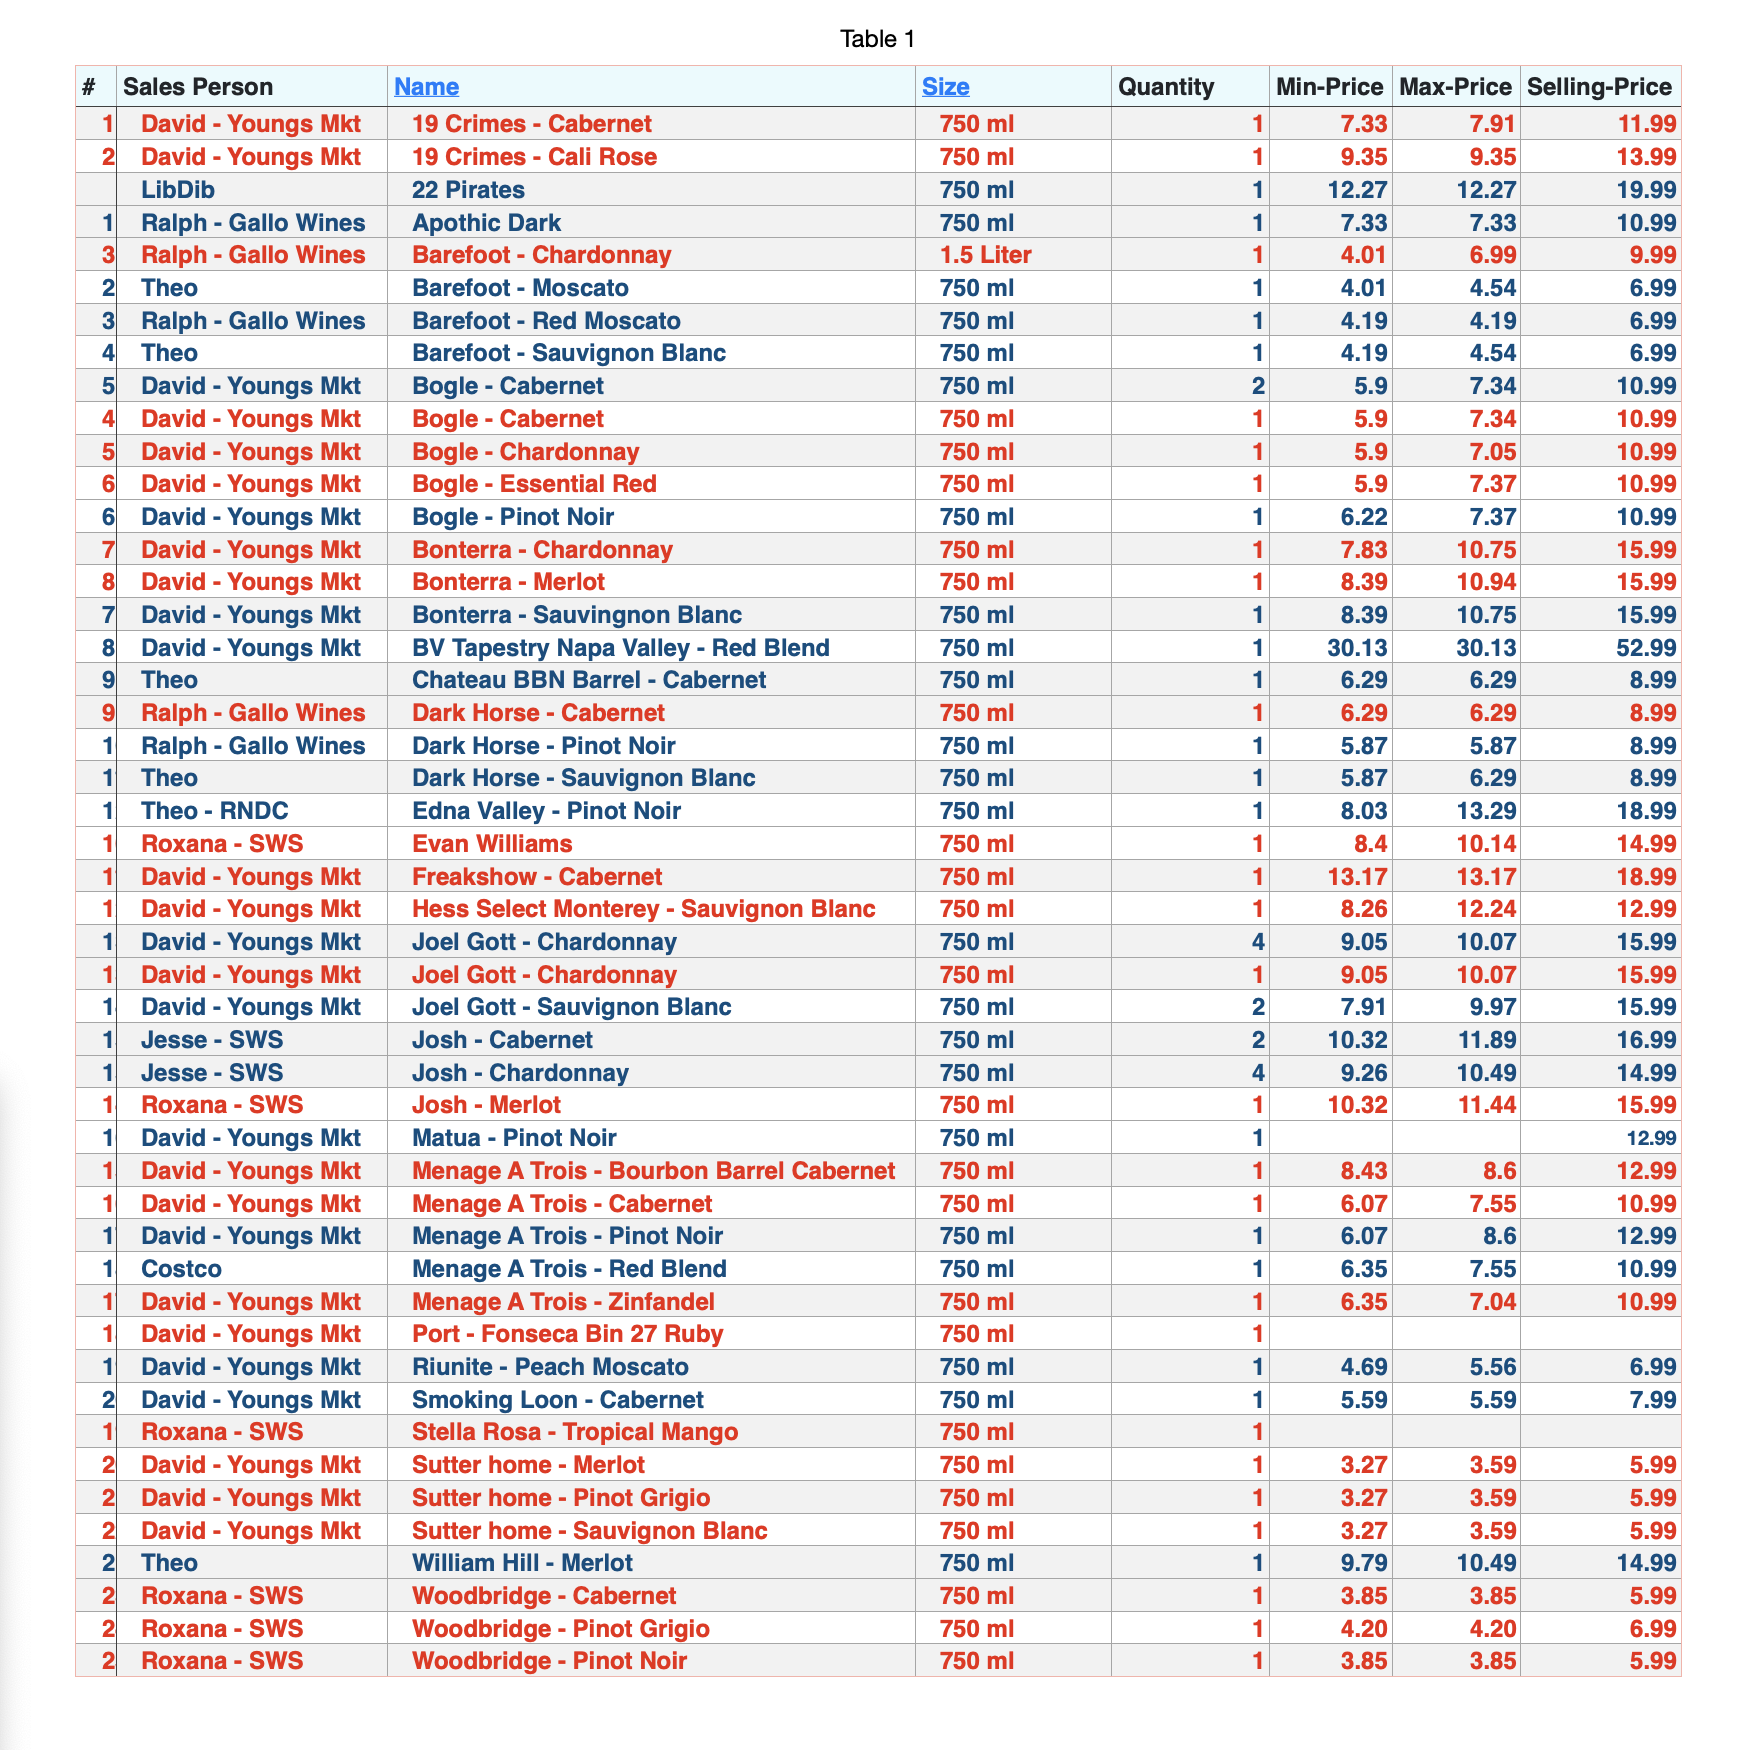 Table 1
# Sales Person Name Size Quantity Min-Price Max-Price Selling-Price
1 David - Youngs Mkt 19 Crimes - Cabernet 750 ml 1 7.33 7.91 11.99
2 David - Youngs Mkt 19 Crimes - Cali Rose 750 ml 1 9.35 9.35 13.99
LibDib 22 Pirates 750 ml 1 12.27 12.27 19.99
1 Ralph - Gallo Wines Apothic Dark 750 ml 1 7.33 7.33 10.99
3 Ralph - Gallo Wines Barefoot - Chardonnay 1.5 Liter 1 4.01 6.99 9.99
2 Theo Barefoot - Moscato 750 ml 1 4.01 4.54 6.99
3 Ralph - Gallo Wines Barefoot - Red Moscato 750 ml 1 4.19 4.19 6.99
4 Theo Barefoot - Sauvignon Blanc 750 ml 1 4.19 4.54 6.99
5 David - Youngs Mkt Bogle - Cabernet 750 ml 2 5.9 7.34 10.99
4 David - Youngs Mkt Bogle - Cabernet 750 ml 1 5.9 7.34 10.99
5 David - Youngs Mkt Bogle - Chardonnay 750 ml 1 5.9 7.05 10.99
6 David - Youngs Mkt Bogle - Essential Red 750 ml 1 5.9 7.37 10.99
6 David - Youngs Mkt Bogle - Pinot Noir 750 ml 1 6.22 7.37 10.99
7 David - Youngs Mkt Bonterra - Chardonnay 750 ml 1 7.83 10.75 15.99
8 David - Youngs Mkt Bonterra - Merlot 750 ml 1 8.39 10.94 15.99
7 David - Youngs Mkt Bonterra - Sauvingnon Blanc 750 ml 1 8.39 10.75 15.99
8 David - Youngs Mkt BV Tapestry Napa Valley - Red Blend 750 ml 1 30.13 30.13 52.99
9 Theo Chateau BBN Barrel - Cabernet 750 ml 1 6.29 6.29 8.99
9 Ralph - Gallo Wines Dark Horse - Cabernet 750 ml 1 6.29 6.29 8.99
1 Ralph - Gallo Wines Dark Horse - Pinot Noir 750 ml 1 5.87 5.87 8.99
1 Theo Dark Horse - Sauvignon Blanc 750 ml 1 5.87 6.29 8.99
1 Theo - RNDC Edna Valley - Pinot Noir 750 ml 1 8.03 13.29 18.99
1 Roxana - SWS Evan Williams 750 ml 1 8.4 10.14 14.99
1 David - Youngs Mkt Freakshow - Cabernet 750 ml 1 13.17 13.17 18.99
1 David - Youngs Mkt Hess Select Monterey - Sauvignon Blanc 750 ml 1 8.26 12.24 12.99
1 David - Youngs Mkt Joel Gott - Chardonnay 750 ml 4 9.05 10.07 15.99
1 David - Youngs Mkt Joel Gott - Chardonnay 750 ml 1 9.05 10.07 15.99
1 David - Youngs Mkt Joel Gott - Sauvignon Blanc 750 ml 2 7.91 9.97 15.99
1 Jesse - SWS Josh - Cabernet 750 ml 2 10.32 11.89 16.99
1 Jesse - SWS Josh - Chardonnay 750 ml 4 9.26 10.49 14.99
1 Roxana - SWS Josh - Merlot 750 ml 1 10.32 11.44 15.99
1 David - Youngs Mkt Matua - Pinot Noir 750 ml 1 12.99
1 David - Youngs Mkt Menage A Trois - Bourbon Barrel Cabernet 750 ml 1 8.43 8.6 12.99
1 David - Youngs Mkt Menage A Trois - Cabernet 750 ml 1 6.07 7.55 10.99
1 David - Youngs Mkt Menage A Trois - Pinot Noir 750 ml 1 6.07 8.6 12.99
1 Costco Menage A Trois - Red Blend 750 ml 1 6.35 7.55 10.99
1 David - Youngs Mkt Menage A Trois - Zinfandel 750 ml 1 6.35 7.04 10.99
1 David - Youngs Mkt Port - Fonseca Bin 27 Ruby 750 ml 1
1 David - Youngs Mkt Riunite - Peach Moscato 750 ml 1 4.69 5.56 6.99
2 David - Youngs Mkt Smoking Loon - Cabernet 750 ml 1 5.59 5.59 7.99
1 Roxana - SWS Stella Rosa - Tropical Mango 750 ml 1
2 David - Youngs Mkt Sutter home - Merlot 750 ml 1 3.27 3.59 5.99
2 David - Youngs Mkt Sutter home - Pinot Grigio 750 ml 1 3.27 3.59 5.99
2 David - Youngs Mkt Sutter home - Sauvignon Blanc 750 ml 1 3.27 3.59 5.99
2 Theo William Hill - Merlot 750 ml 1 9.79 10.49 14.99
2 Roxana - SWS Woodbridge - Cabernet 750 ml 1 3.85 3.85 5.99
2 Roxana - SWS Woodbridge - Pinot Grigio 750 ml 1 4.20 4.20 6.99
2 Roxana - SWS Woodbridge - Pinot Noir 750 ml 1 3.85 3.85 5.99